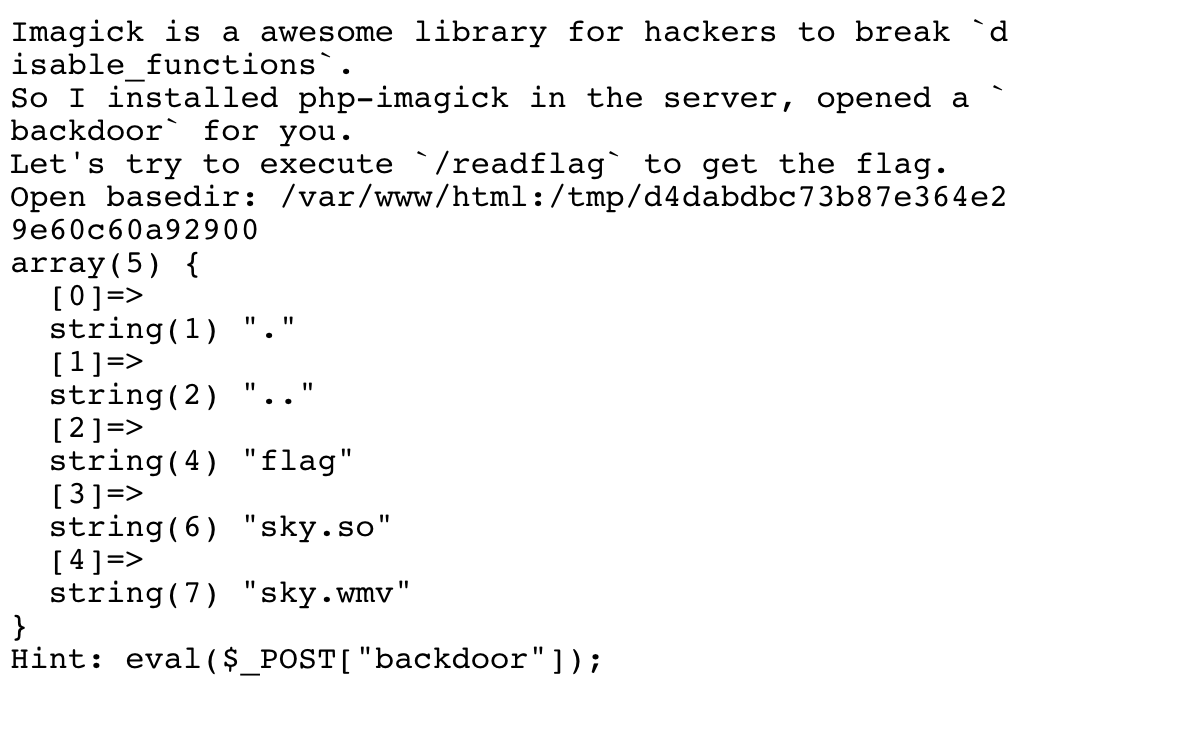 Imagick is a awesome library for hackers to break `d
isable_functions`.
So I installed php-imagick in the server, opened a `
backdoor` for you.
Let's try to execute `/readflag` to get the flag.
Open basedir: /var/www/html:/tmp/d4dabdbc73b87e364e2
9e60c60a92900
array(5) {
  [0]=>
  string(1) "."
  [1]=>
  string(2) ".."
  [2]=>
  string(4) "flag"
  [3]=>
  string(6) "sky.so"
  [4]=>
  string(7) "sky.wmv"
}
Hint: eval($_POST["backdoor"]);